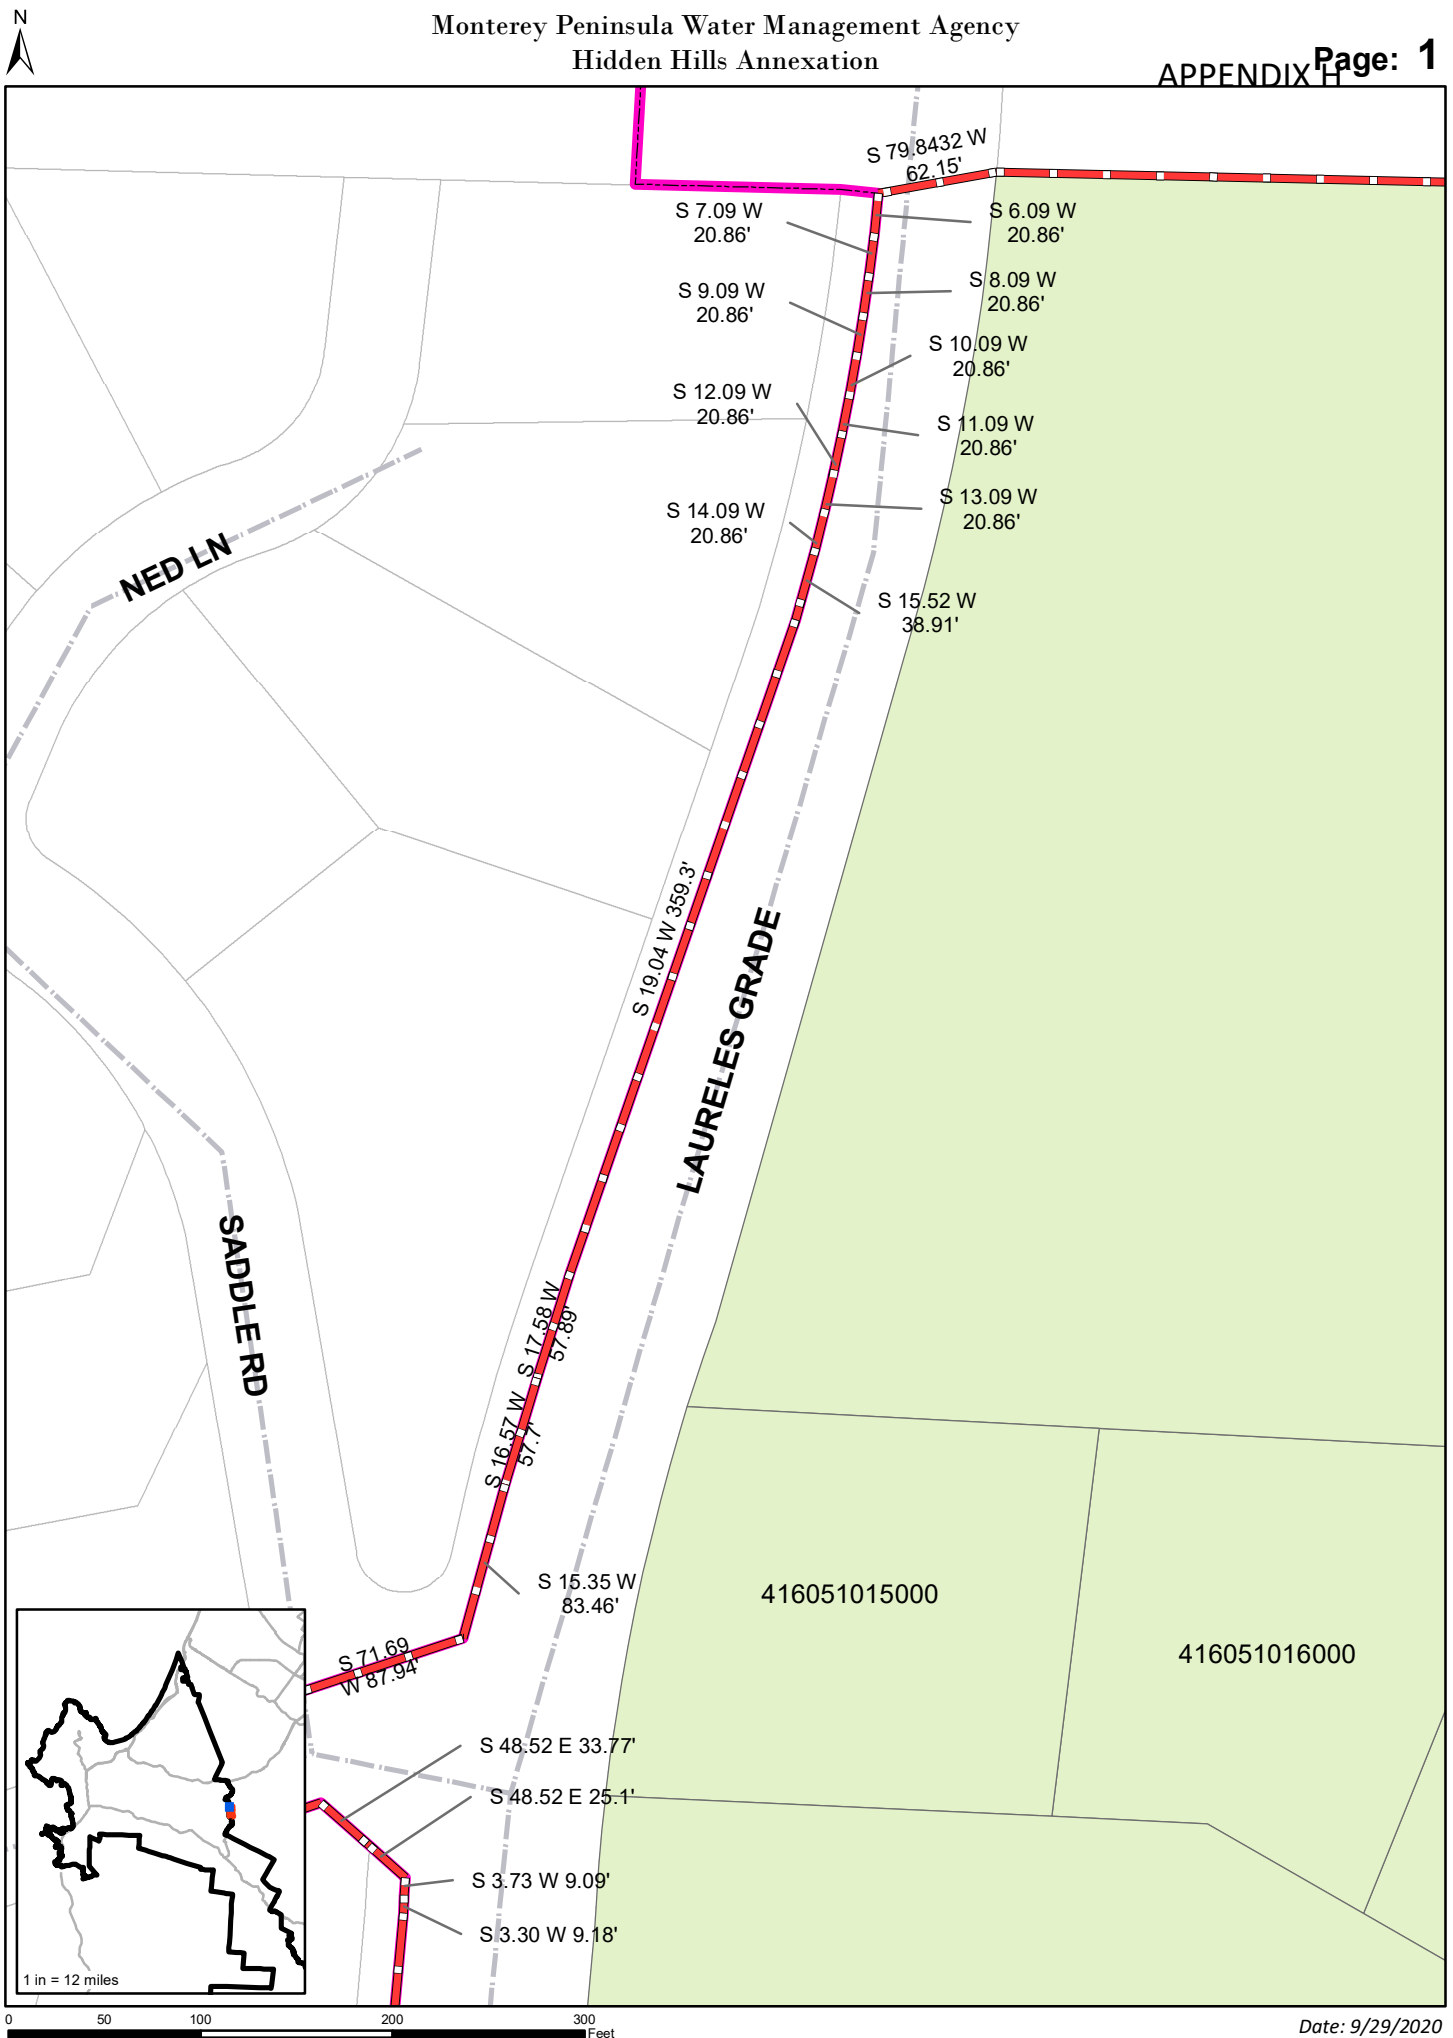 N
Monterey Peninsula Water Management Agency
Hidden Hills Annexation
Page: 1
APPENDIX H
S 79.8432 W
62.15'
S 7.09 W
20.86'
S 6.09 W
20.86'
S 9.09 W
20.86'
S 8.09 W
20.86'
S 10.09 W
20.86'
S 12.09 W
20.86'
S 11.09 W
20.86'
S 14.09 W
20.86'
S 13.09 W
20.86'
NED LN
S 15.52 W
38.91'
S 19.04 W 359.3'
LAURELES GRADE
SADDLE RD
S 17.58 W
57.89'
S 16.57 W
57.7'
S 15.35 W
83.46'
416051015000
416051016000
S 71.69
W 87.94'
S 48.52 E 33.77'
S 48.52 E 25.1'
S 3.73 W 9.09'
S 3.30 W 9.18'
1 in = 12 miles
0 50 100 200 300
Feet
Date: 9/29/2020